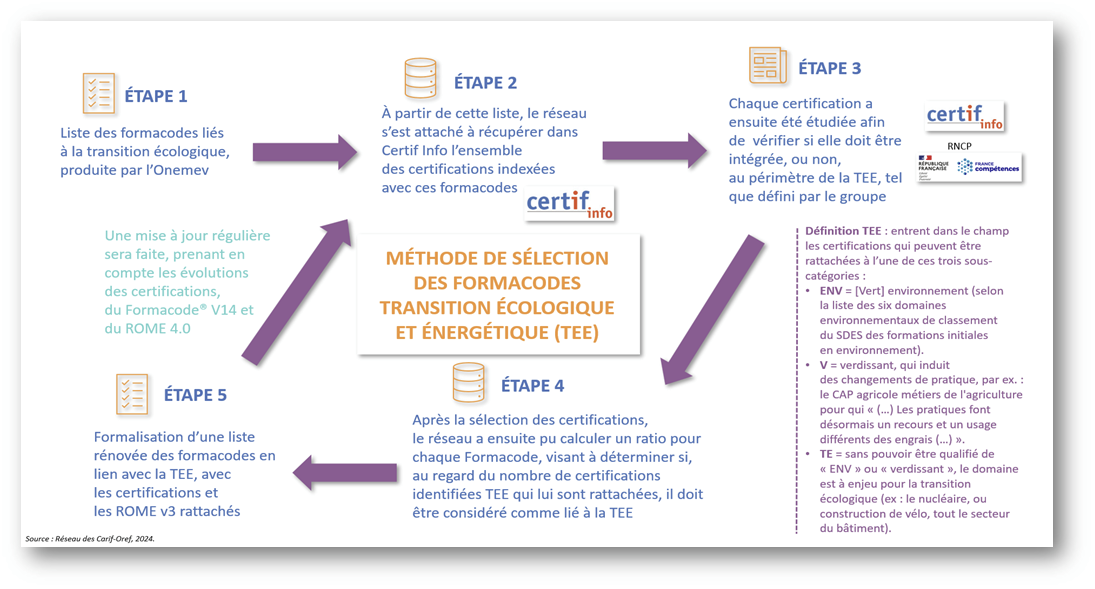 ÉTAPE 1
Liste des formacodes liés
à la transition écologique,
produite par l'Onemev
ÉTAPE 2
À partir de cette liste, le réseau
s'est attaché à récupérer dans
Certif Info l'ensemble
des certifications indexées
avec ces formacodes
certif
info
ÉTAPE 3
Chaque certification a
ensuite été étudiée afin
de vérifier si elle doit être
intégrée, ou non,
au périmètre de la TEE, tel
que défini par le groupe
certif
info
RNCP
RÉPUBLIQUE
FRANÇAISE
FRANCE
compétences
Définition TEE : entrent dans le champ
les certifications qui peuvent être
rattachées à l'une de ces trois sous-
catégories :
• ENV = [Vert] environnement (selon
la liste des six domaines
environnementaux de classement
du SDES des formations initiales
en environnement).
• V = verdissant, qui induit
des changements de pratique, par ex. :
le CAP agricole métiers de l'agriculture
pour qui « (…) Les pratiques font
désormais un recours et un usage
différents des engrais (…) ».
• TE = sans pouvoir être qualifié de
« ENV » ou « verdissant », le domaine
est à enjeu pour la transition
écologique (ex : le nucléaire, ou
construction de vélo, tout le secteur
du bâtiment).
MÉTHODE DE SÉLECTION
DES FORMACODES
TRANSITION ÉCOLOGIQUE
ET ÉNERGÉTIQUE (TEE)
ÉTAPE 4
Après la sélection des certifications,
le réseau a ensuite pu calculer un ratio pour
chaque Formacode, visant à déterminer si,
au regard du nombre de certifications
identifiées TEE qui lui sont rattachées, il doit
être considéré comme lié à la TEE
ÉTAPE 5
Formalisation d'une liste
rénovée des formacodes en
lien avec la TEE, avec
les certifications et
les ROME v3 rattachés
Une mise à jour régulière
sera faite, prenant en
compte les évolutions
des certifications,
du Formacode® V14 et
du ROME 4.0
Source : Réseau des Carif-Oref, 2024.